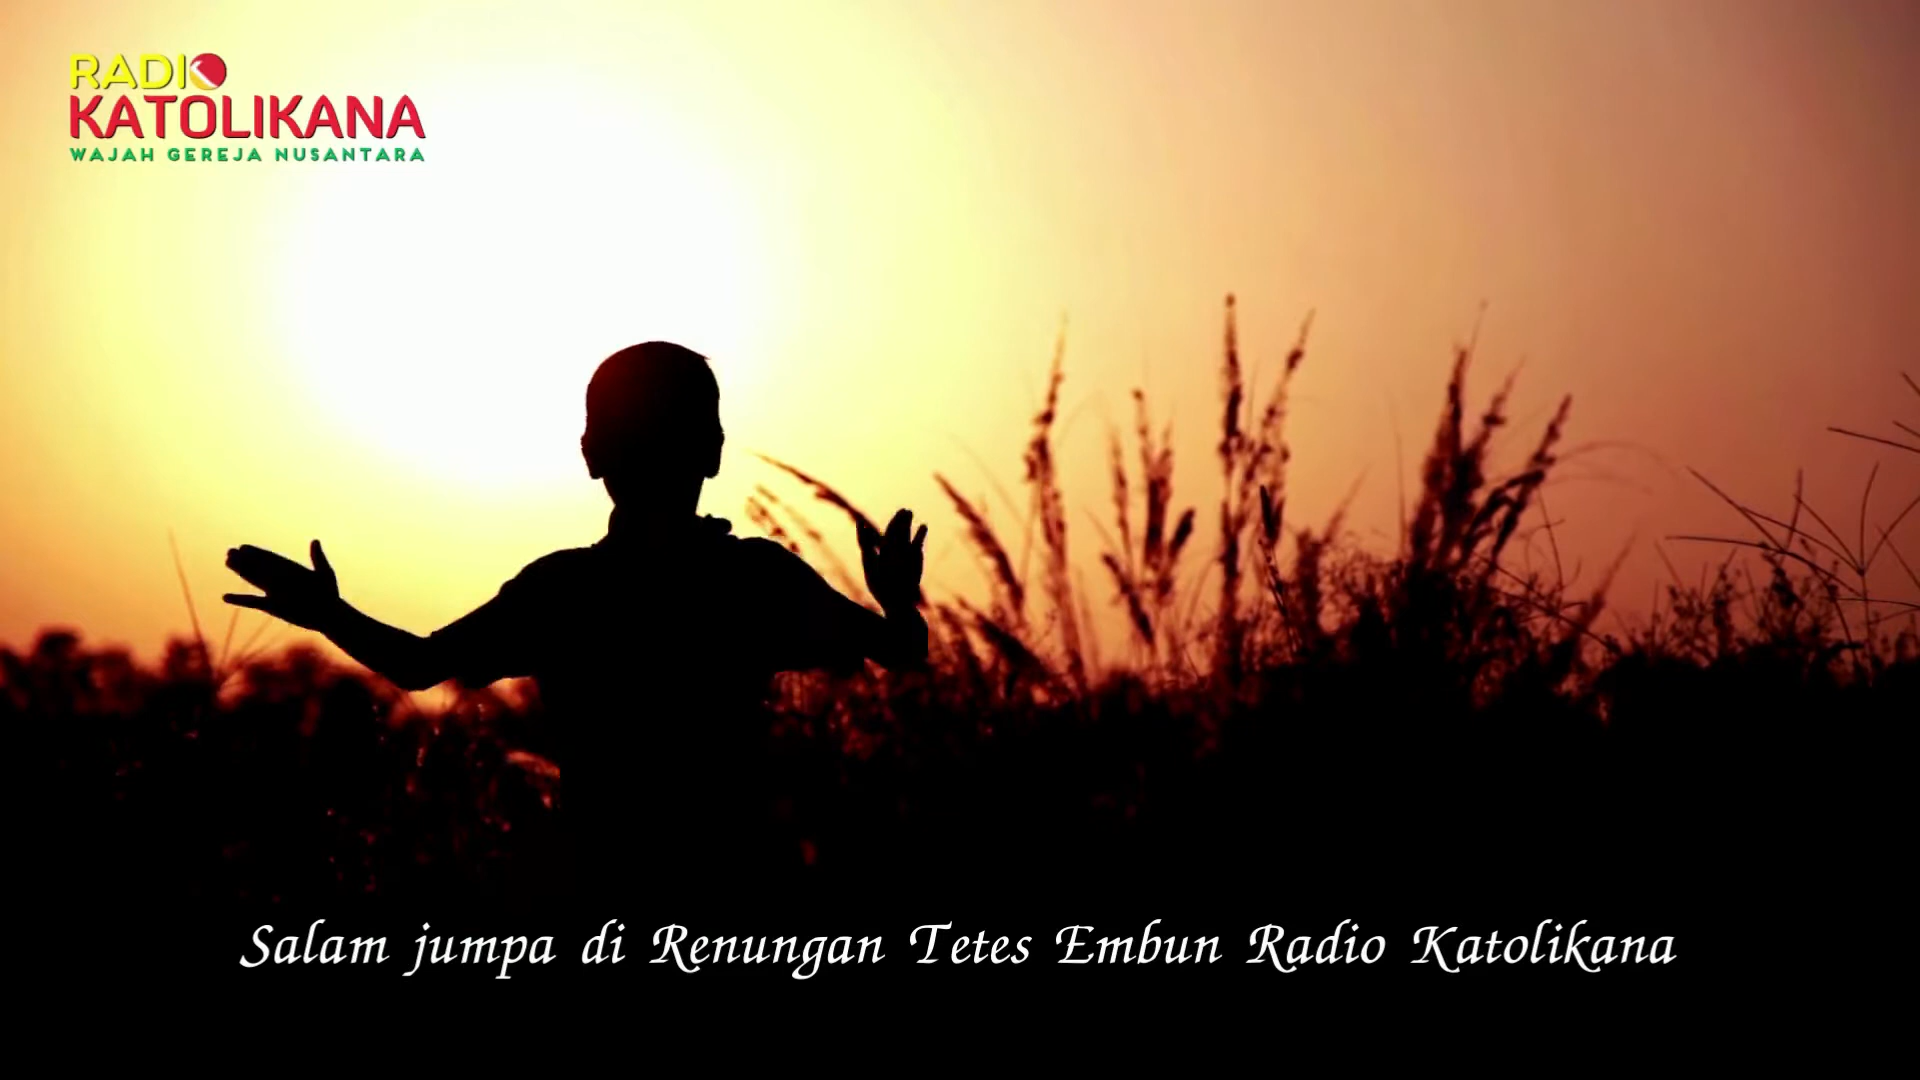 RADIO
KATOLIKANA
WAJAH GEREJA NUSANTARA
Salam jumpa di Renungan Tetes Embun Radio Katolikana